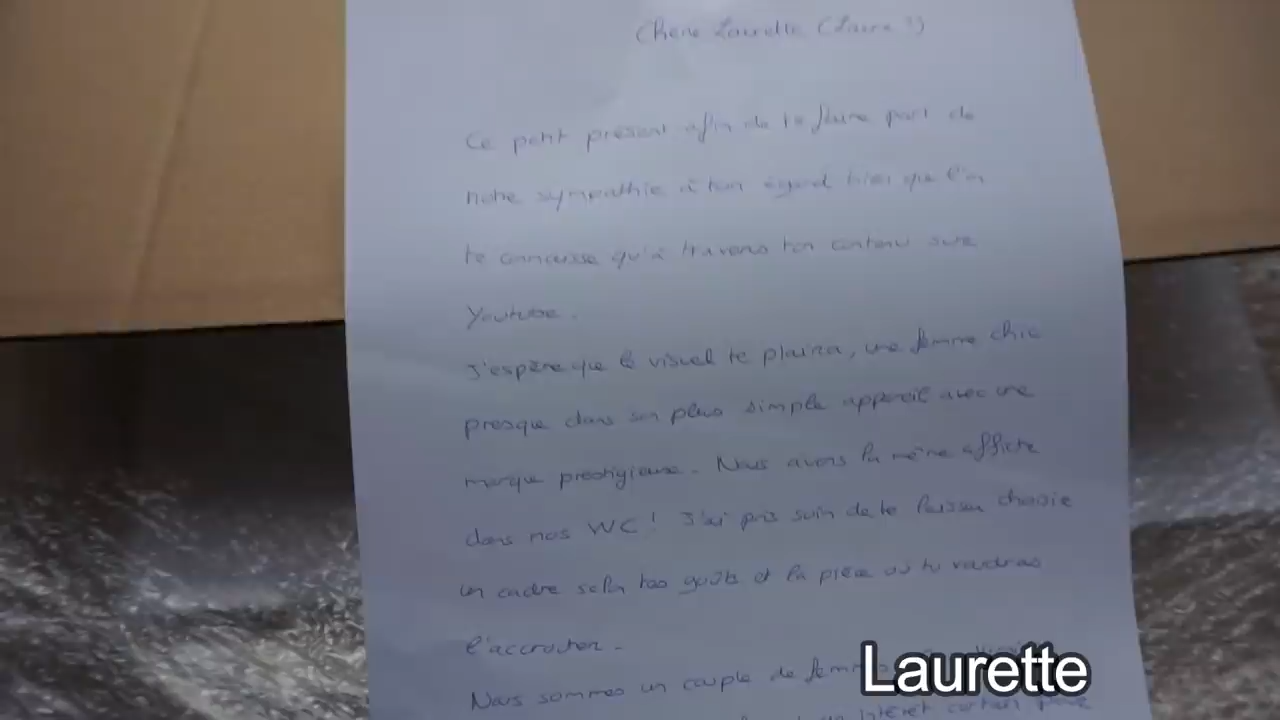 Chère Laurette (Laure ?)
Ce petit présent afin de te faire part de
notre sympathie à ton égard bien que l'on
te connaisse qu'à travers ton contenu sur
Youtube.
J'espère que le visuel te plaira, une femme chic
presque dans son plus simple appareil avec une
marque prestigieuse. Nous avons la même affiche
dans nos WC ! J'ai pris soin de te laisser choisir
un cadre selon tes goûts et la pièce où tu voudras
l'accrocher.
Nous sommes un couple de femmes
intérêt certain pour
Laurette